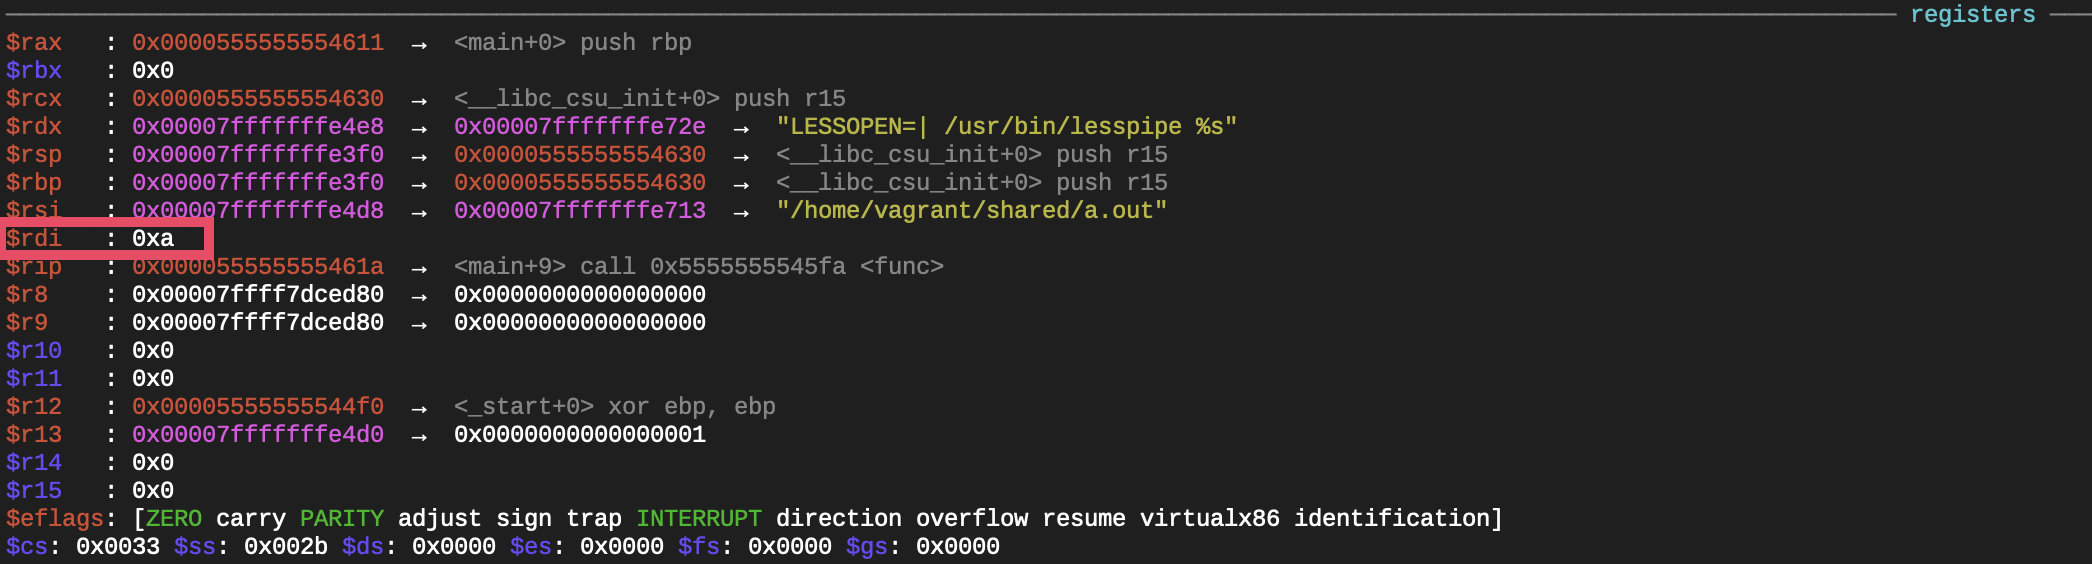 registers
$rax : 0x0000555555554611 → <main+0> push rbp
$rbx : 0x0
$rcx : 0x0000555555554630 → <__libc_csu_init+0> push r15
$rdx : 0x00007fffffffe4e8 → 0x00007fffffffe72e → "LESSOPEN=| /usr/bin/lesspipe %s"
$rsp : 0x00007fffffffe3f0 → 0x0000555555554630 → <__libc_csu_init+0> push r15
$rbp : 0x00007fffffffe3f0 → 0x0000555555554630 → <__libc_csu_init+0> push r15
$rsi : 0x00007fffffffe4d8 → 0x00007fffffffe713 → "/home/vagrant/shared/a.out"
$rdi : 0xa
$rip : 0x000055555555461a → <main+9> call 0x5555555545fa <func>
$r8 : 0x00007ffff7dced80 → 0x0000000000000000
$r9 : 0x00007ffff7dced80 → 0x0000000000000000
$r10 : 0x0
$r11 : 0x0
$r12 : 0x00005555555544f0 → <_start+0> xor ebp, ebp
$r13 : 0x00007fffffffe4d0 → 0x0000000000000001
$r14 : 0x0
$r15 : 0x0
$eflags: [ZERO carry PARITY adjust sign trap INTERRUPT direction overflow resume virtualx86 identification]
$cs: 0x0033 $ss: 0x002b $ds: 0x0000 $es: 0x0000 $fs: 0x0000 $gs: 0x0000